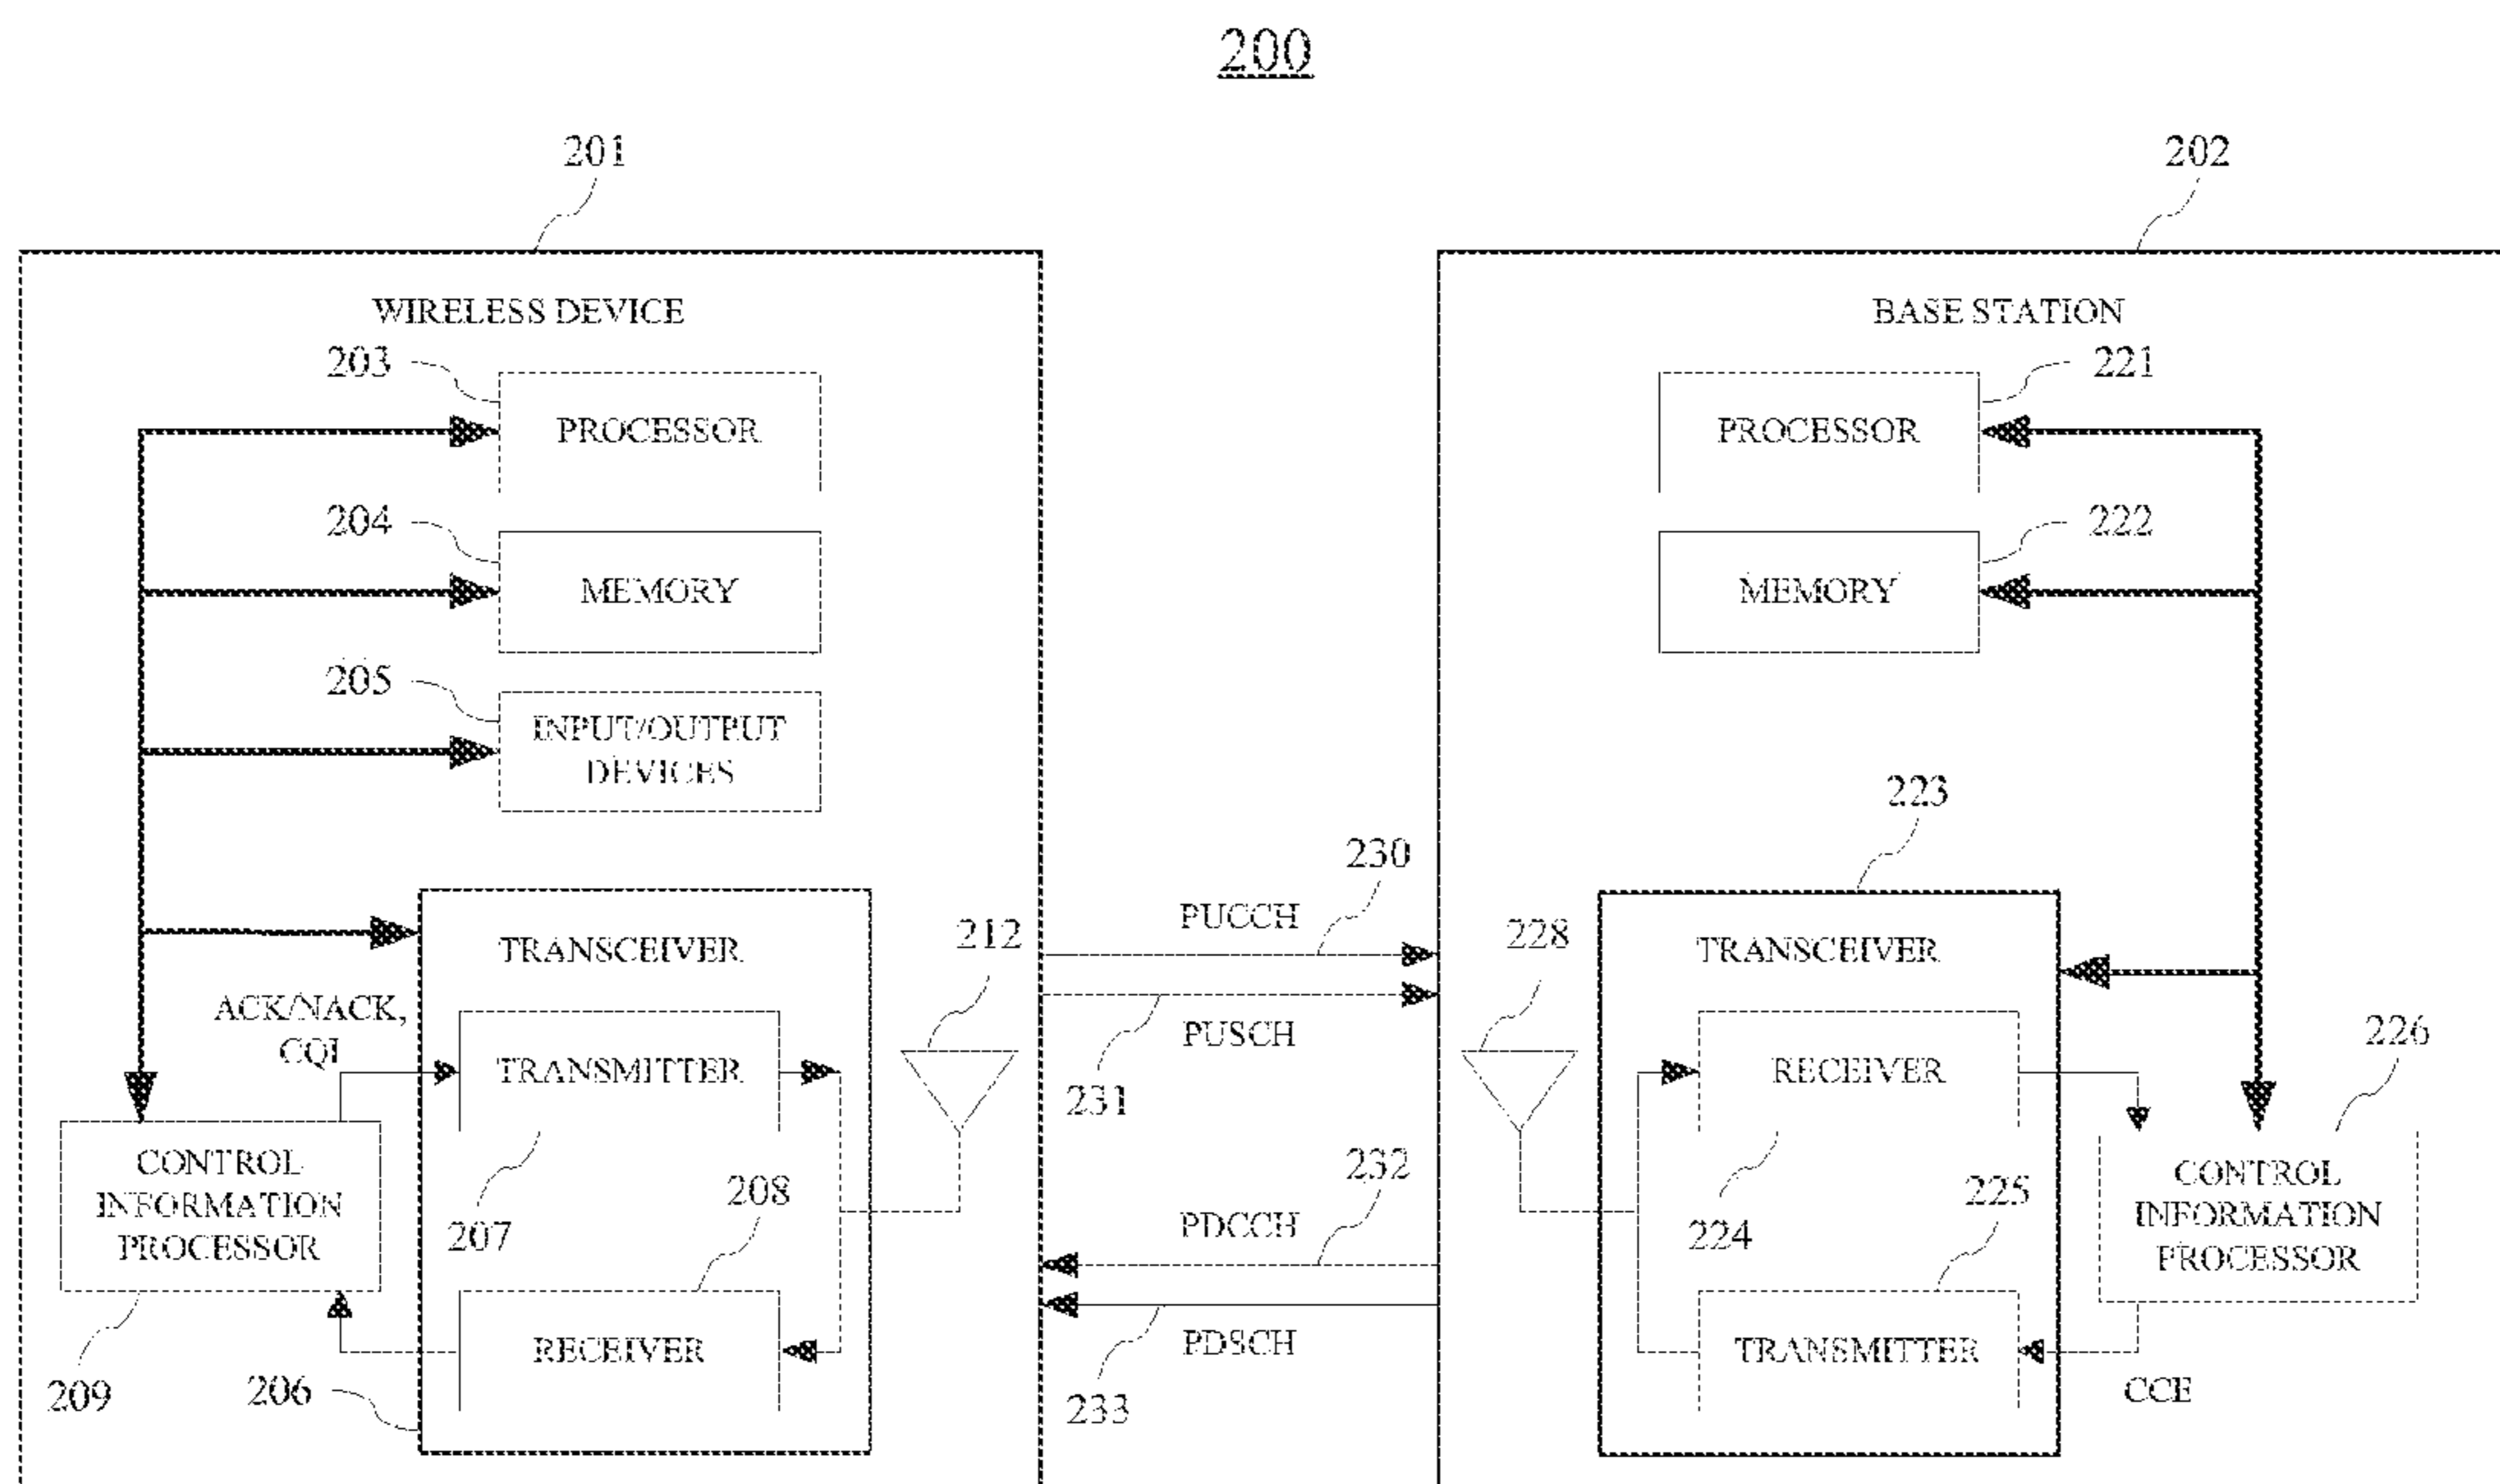 200
201
202
WIRELESS DEVICE
BASE STATION
203
PROCESSOR
221
PROCESSOR
204
MEMORY
222
MEMORY
205
INPUT/OUTPUT
DEVICES
223
230
PUCCH
212
228
TRANSCEIVER
TRANSCEIVER
ACK/NACK,
CQI
TRANSMITTER
PUSCH
231
RECEIVER
226
CONTROL
INFORMATION
PROCESSOR
207
208
232
PDCCH
224
225
CONTROL
INFORMATION
PROCESSOR
RECEIVER
PDSCH
233
TRANSMITTER
CCE
209
206